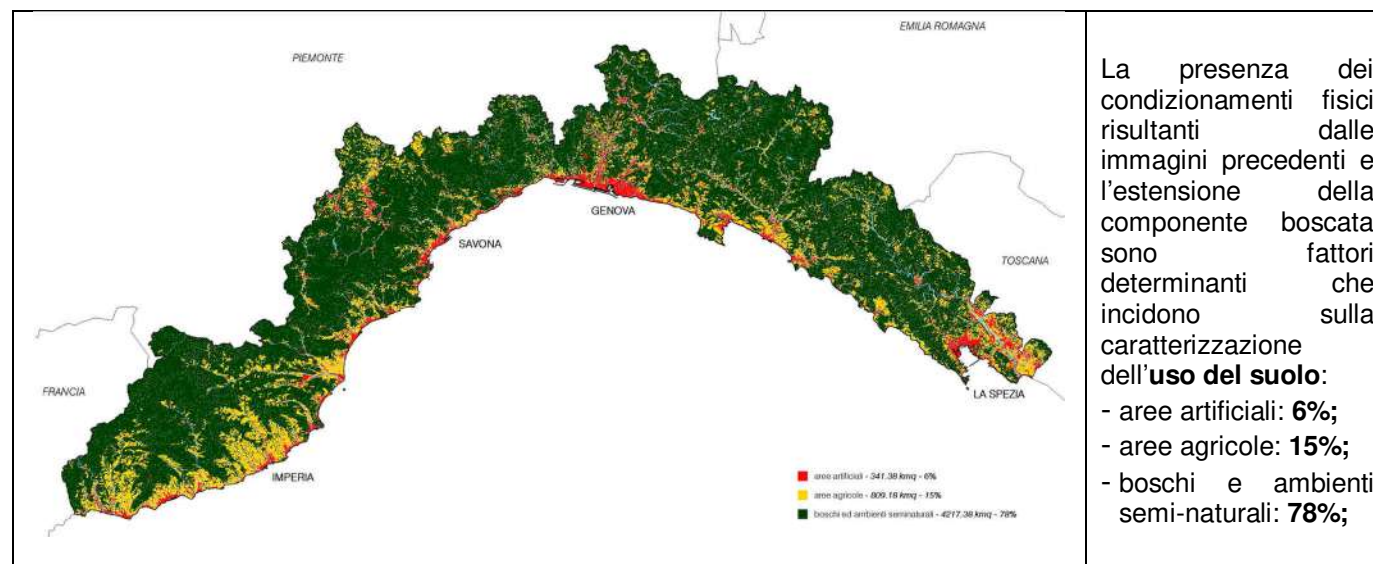 EMILIA ROMAGNA
PIEMONTE
GENOVA
SAVONA
TOSCANA
FRANCIA
LA SPEZIA
IMPERIA
aree artificiali - 341.38 kmq - 6%
aree agricole - 809.18 kmq - 15%
boschi ed ambienti seminaturali - 4217.38 kmq - 78%
La presenza dei
condizionamenti fisici
risultanti dalle
immagini precedenti e
l'estensione della
componente boscata
sono fattori
determinanti che
incidono sulla
caratterizzazione
dell'uso del suolo:
- aree artificiali: 6%;
- aree agricole: 15%;
- boschi e ambienti
semi-naturali: 78%;